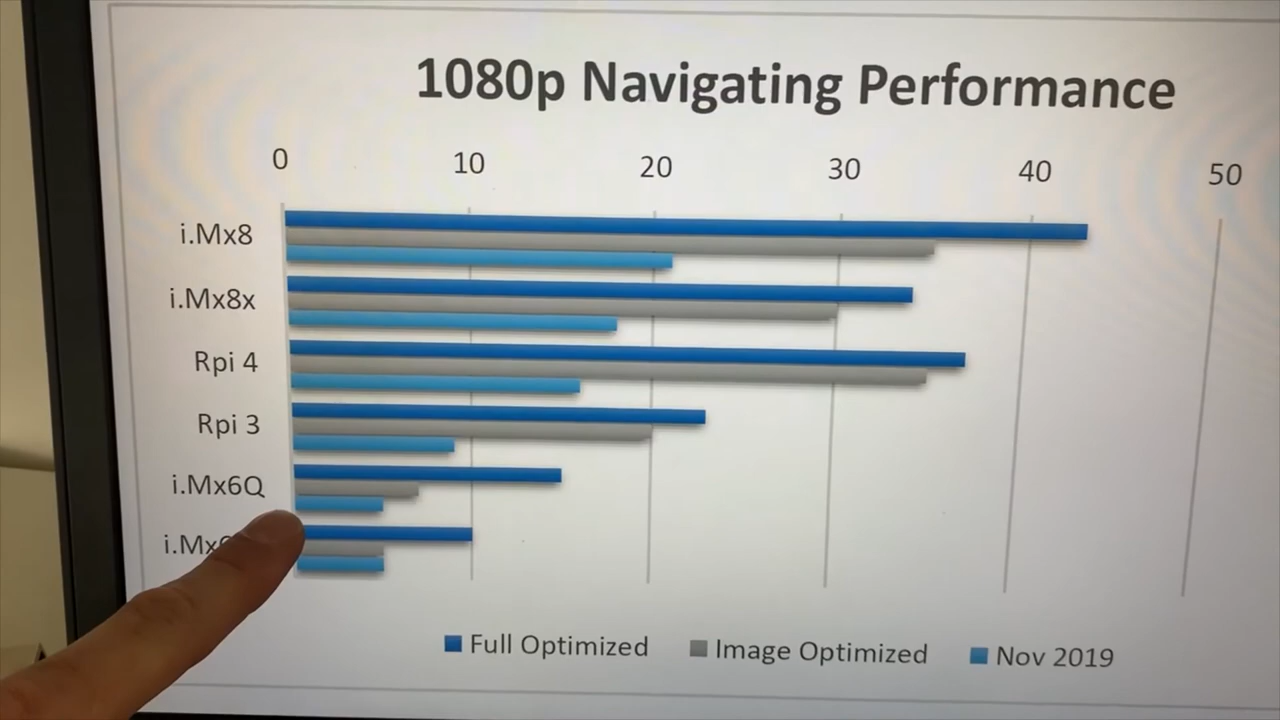 1080p Navigating Performance
0 10 20 30 40 50
i.Mx8
i.Mx8x
Rpi 4
Rpi 3
i.Mx6Q
Full Optimized Image Optimized Nov 2019